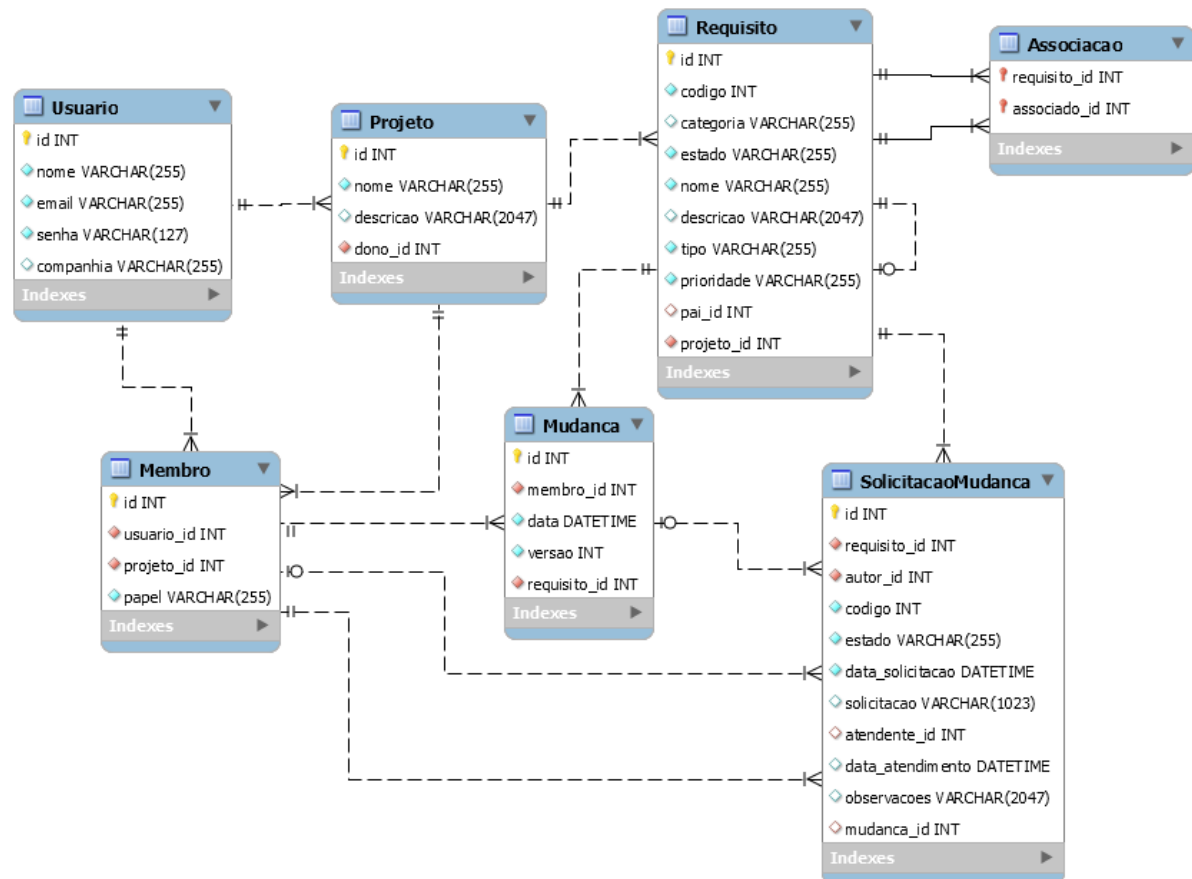 Usuario
id INT
nome VARCHAR(255)
email VARCHAR(255)
senha VARCHAR(127)
companhia VARCHAR(255)
Indexes
Projeto
id INT
nome VARCHAR(255)
descricao VARCHAR(2047)
dono_id INT
Indexes
Requisito
id INT
codigo INT
categoria VARCHAR(255)
estado VARCHAR(255)
nome VARCHAR(255)
descricao VARCHAR(2047)
tipo VARCHAR(255)
prioridade VARCHAR(255)
pai_id INT
projeto_id INT
Indexes
Associacao
requisito_id INT
associado_id INT
Indexes
Membro
id INT
usuario_id INT
projeto_id INT
papel VARCHAR(255)
Indexes
Mudanca
id INT
membro_id INT
data DATETIME
versao INT
requisito_id INT
Indexes
SolicitacaoMudanca
id INT
requisito_id INT
autor_id INT
codigo INT
estado VARCHAR(255)
data_solicitacao DATETIME
solicitacao VARCHAR(1023)
atendente_id INT
data_atendimento DATETIME
observacoes VARCHAR(2047)
mudanca_id INT
Indexes